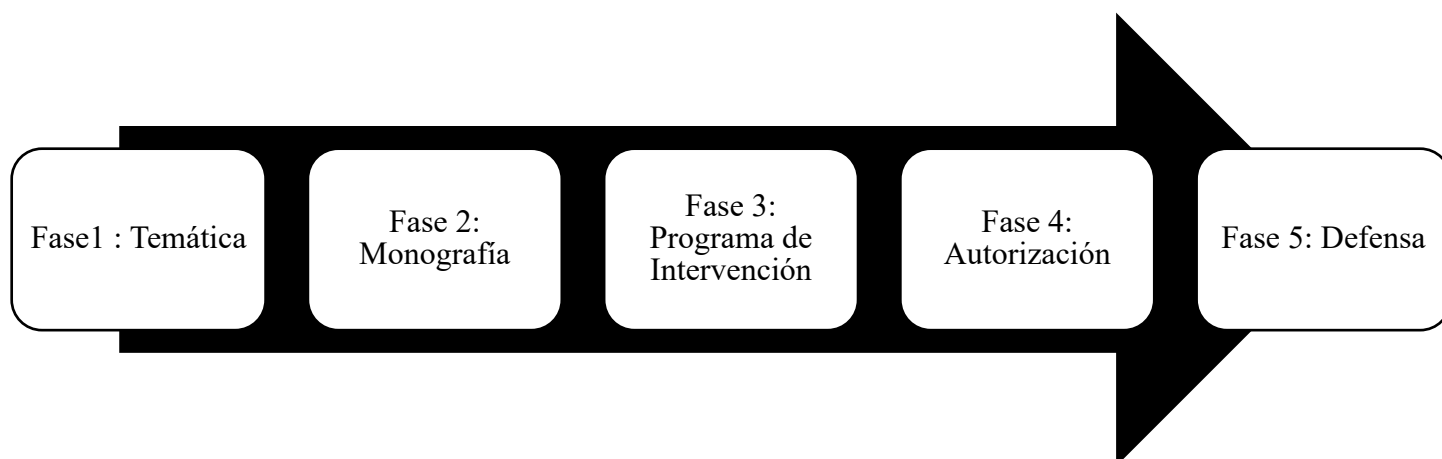 Fase1 : Temática
Fase 2:
Monografía
Fase 3:
Programa de
Intervención
Fase 4:
Autorización
Fase 5: Defensa